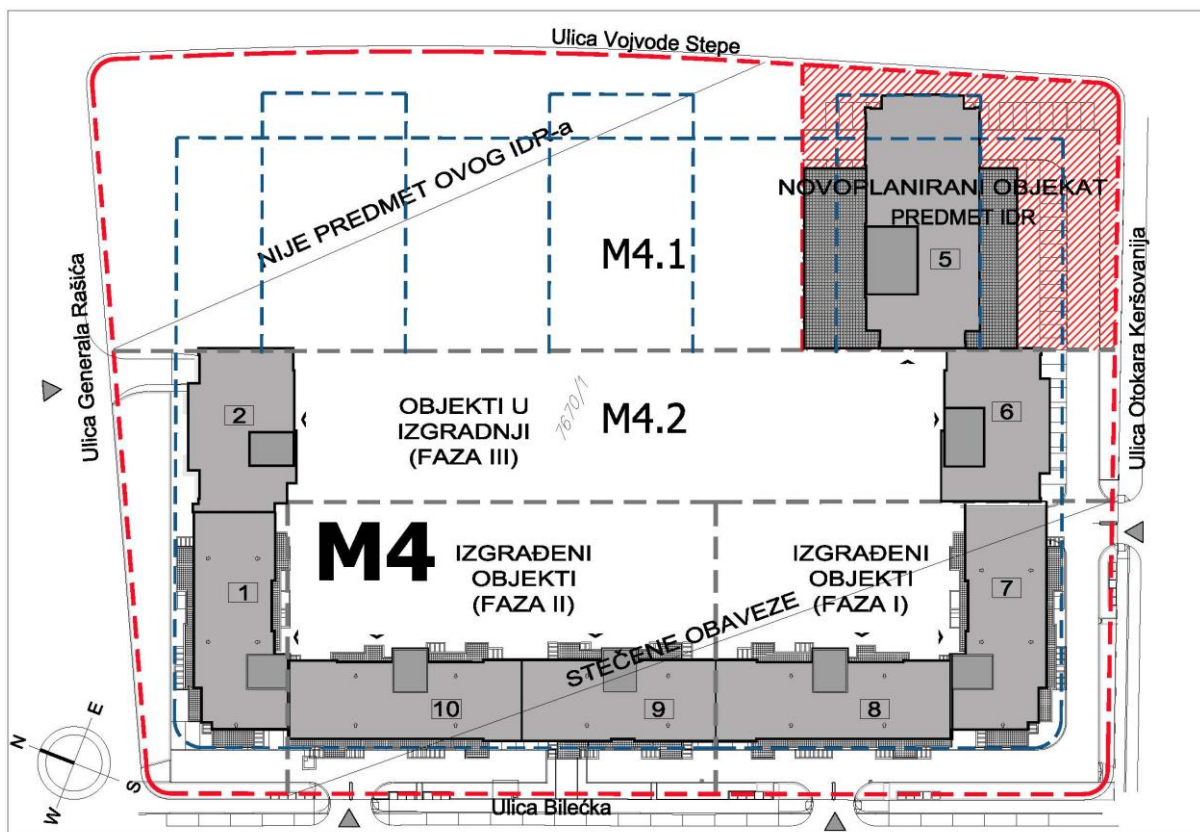 Ulica Vojvode Stepe
NIJE PREDMET OVOG IDR-a
NOVOPLANIRANI OBJEKAT
PREDMET IDR
M4.1
5
Ulica Generala Rašića
Ulica Otokara Keršovanija
2
OBJEKTI U
IZGRADNJI
(FAZA III)
7670/1
M4.2
6
M4
IZGRAĐENI
OBJEKTI
(FAZA II)
IZGRAĐENI
OBJEKTI
(FAZA I)
1
7
STEČENE OBAVEZE
10
9
8
N
E
S
W
Ulica Bilećka